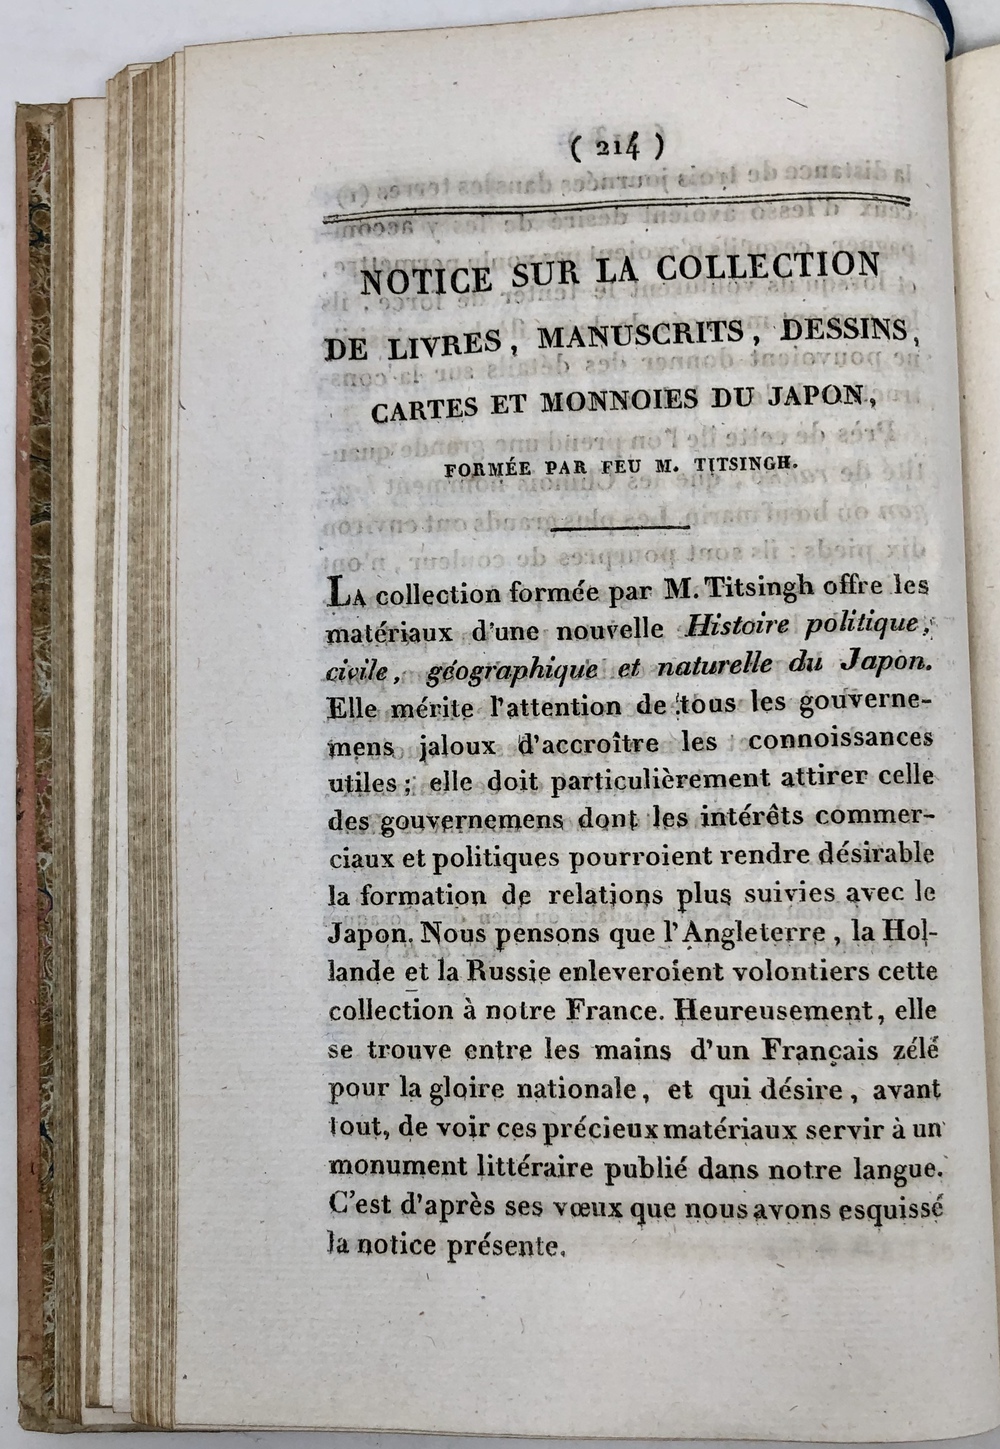 ( 214 )
NOTICE SUR LA COLLECTION
DE LIVRES, MANUSCRITS, DESSINS,
CARTES ET MONNOIES DU JAPON,
FORMÉE PAR FEU M. TITSINGH.
LA collection formée par M. Titsingh offre les
matériaux d'une nouvelle Histoire politique,
civile, géographique et naturelle du Japon.
Elle mérite l'attention de tous les gouverne-
mens jaloux d'accroître les connoissances
utiles; elle doit particulièrement attirer celle
des gouvernemens dont les intérêts commer-
ciaux et politiques pourroient rendre désirable
la formation de relations plus suivies avec le
Japon. Nous pensons que l'Angleterre, la Hol-
lande et la Russie enleveroient volontiers cette
collection à notre France. Heureusement, elle
se trouve entre les mains d'un Français zélé
pour la gloire nationale, et qui désire, avant
tout, de voir ces précieux matériaux servir à un
monument littéraire publié dans notre langue.
C'est d'après ses vœux que nous avons esquissé
la notice présente.